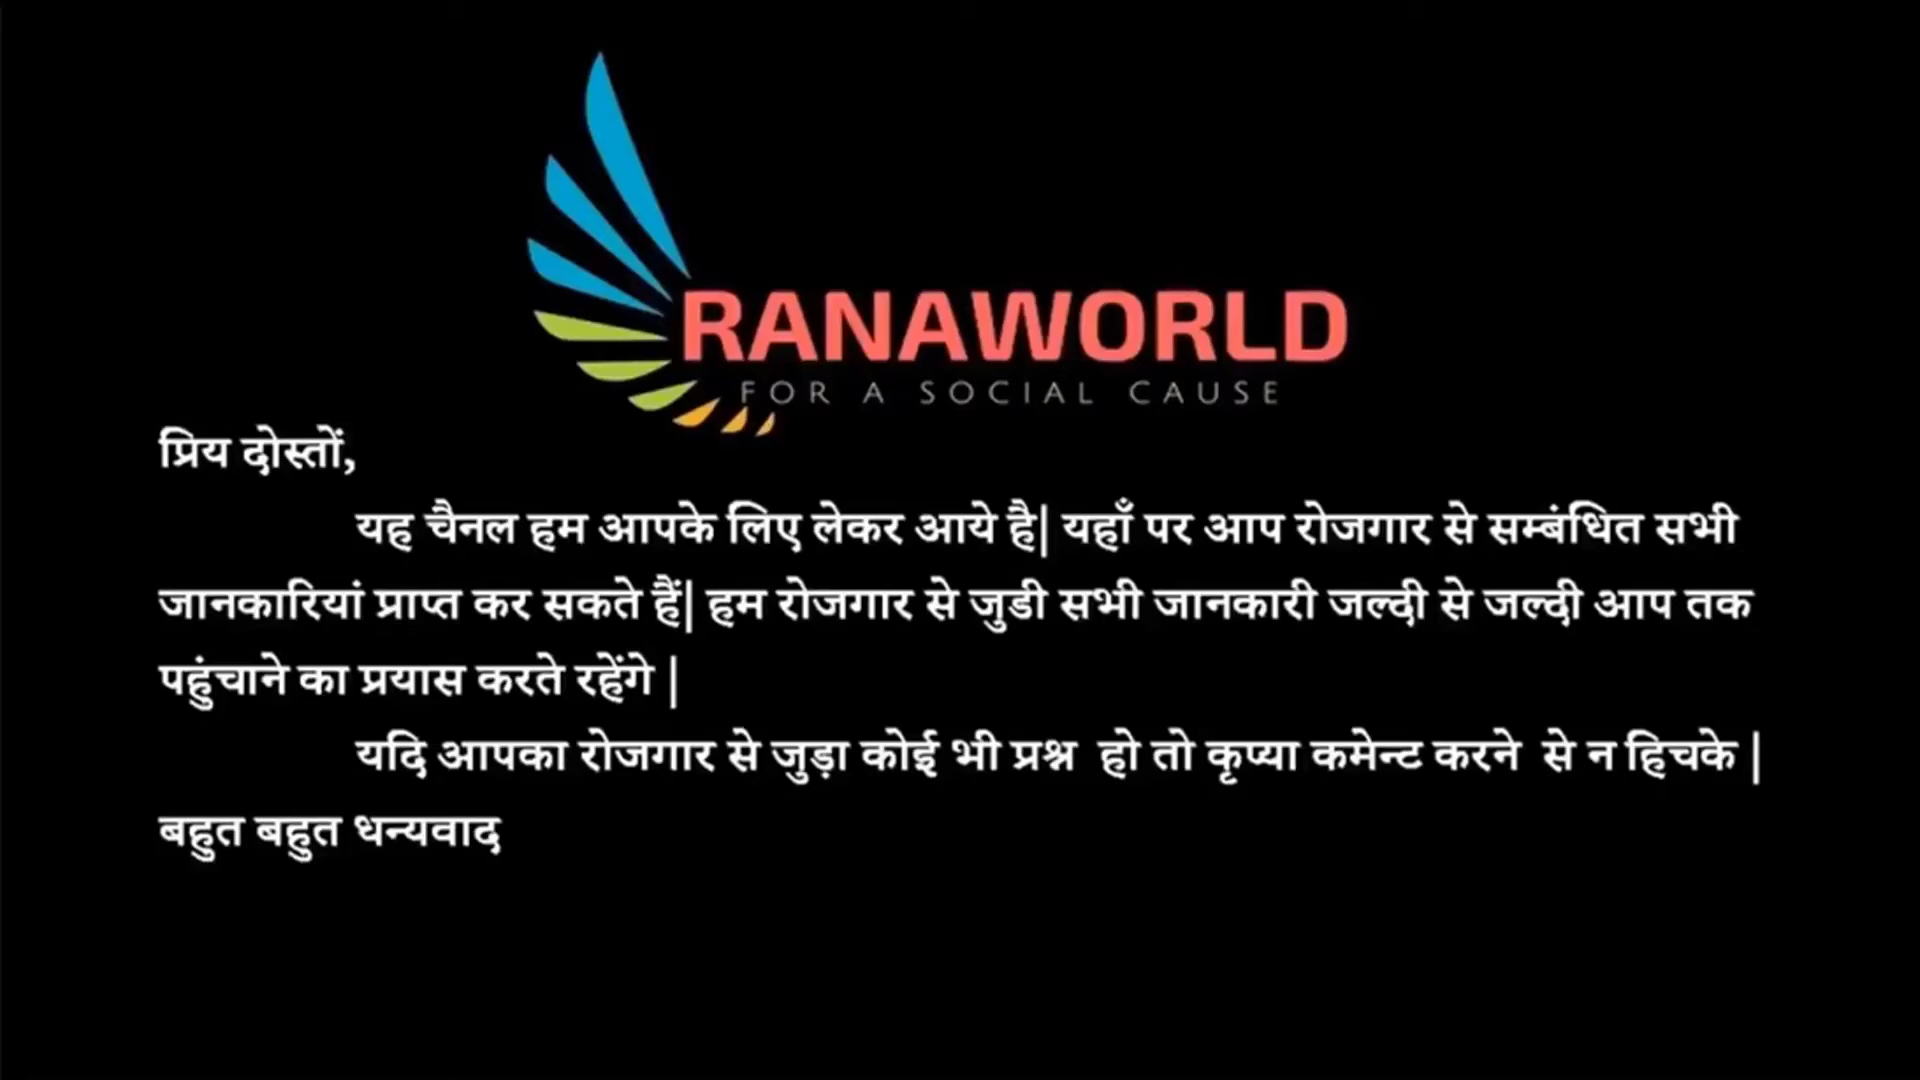 RANAWORLD
FOR A SOCIAL CAUSE
प्रिय दोस्तों,
यह चैनल हम आपके लिए लेकर आये है| यहाँ पर आप रोजगार से सम्बंधित सभी
जानकारियां प्राप्त कर सकते हैं| हम रोजगार से जुडी सभी जानकारी जल्दी से जल्दी आप तक
पहुंचाने का प्रयास करते रहेंगे |
यदि आपका रोजगार से जुड़ा कोई भी प्रश्न हो तो कृप्या कमेन्ट करने से न हिचके |
बहुत बहुत धन्यवाद